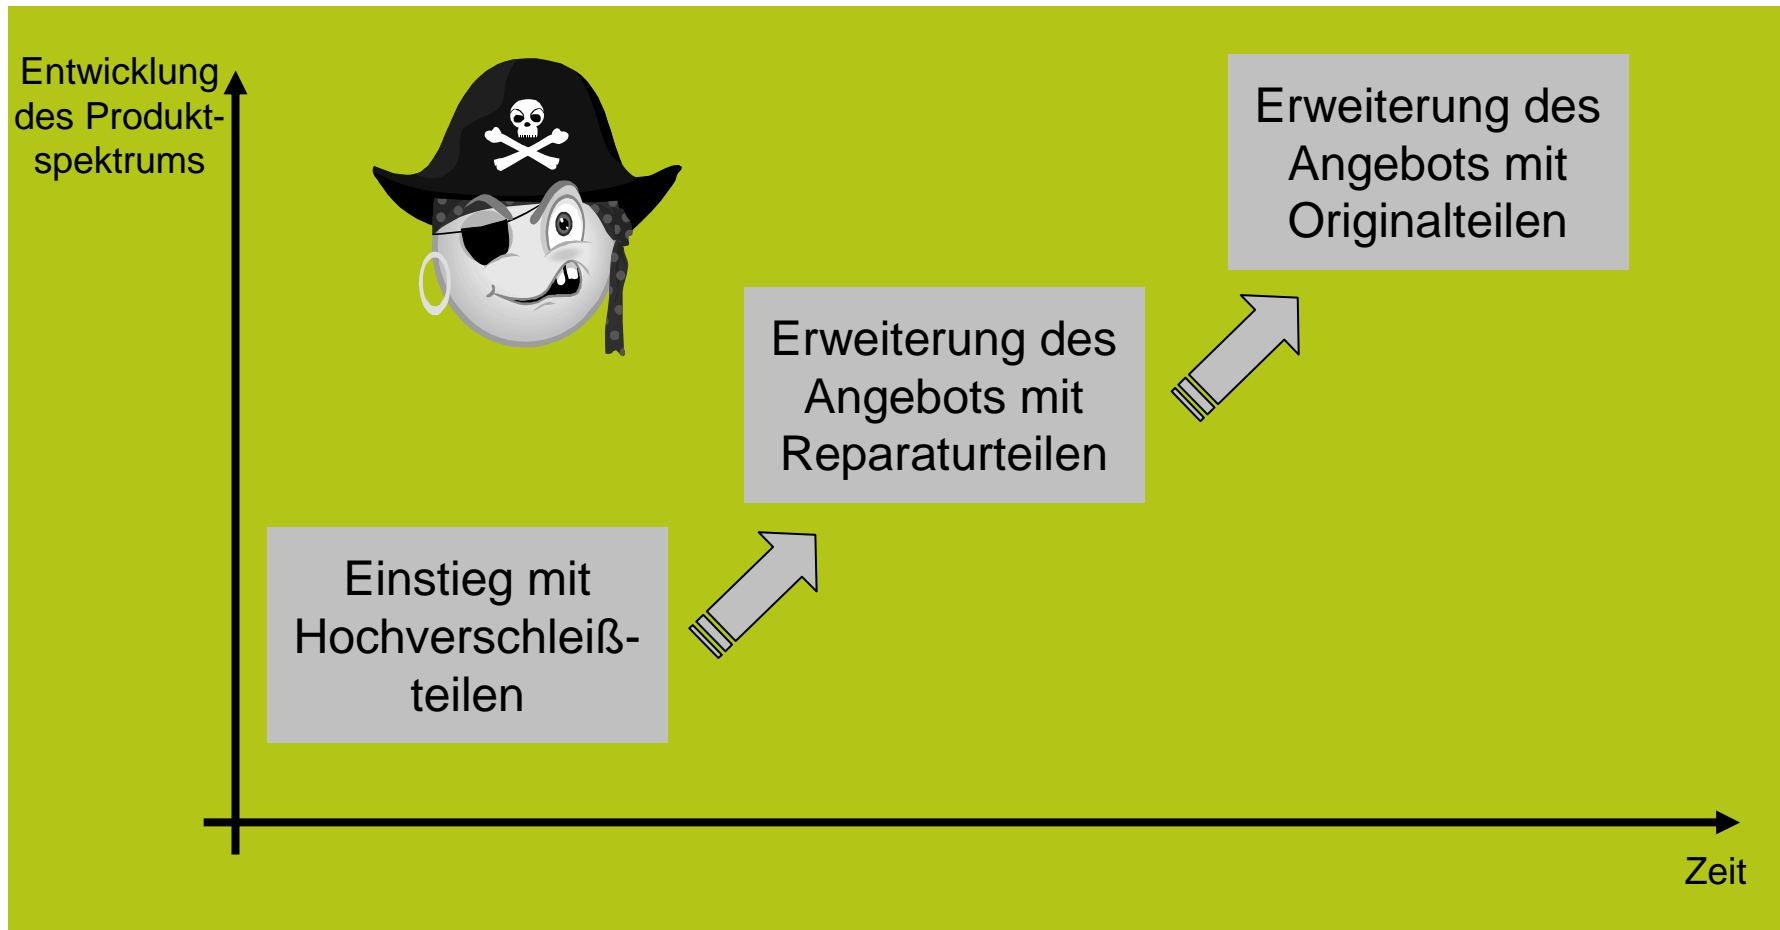 Entwicklung
des Produkt-
spektrums
Erweiterung des
Angebots mit
Originalteilen
Erweiterung des
Angebots mit
Reparaturteilen
Einstieg mit
Hochverschleiß-
teilen
Zeit